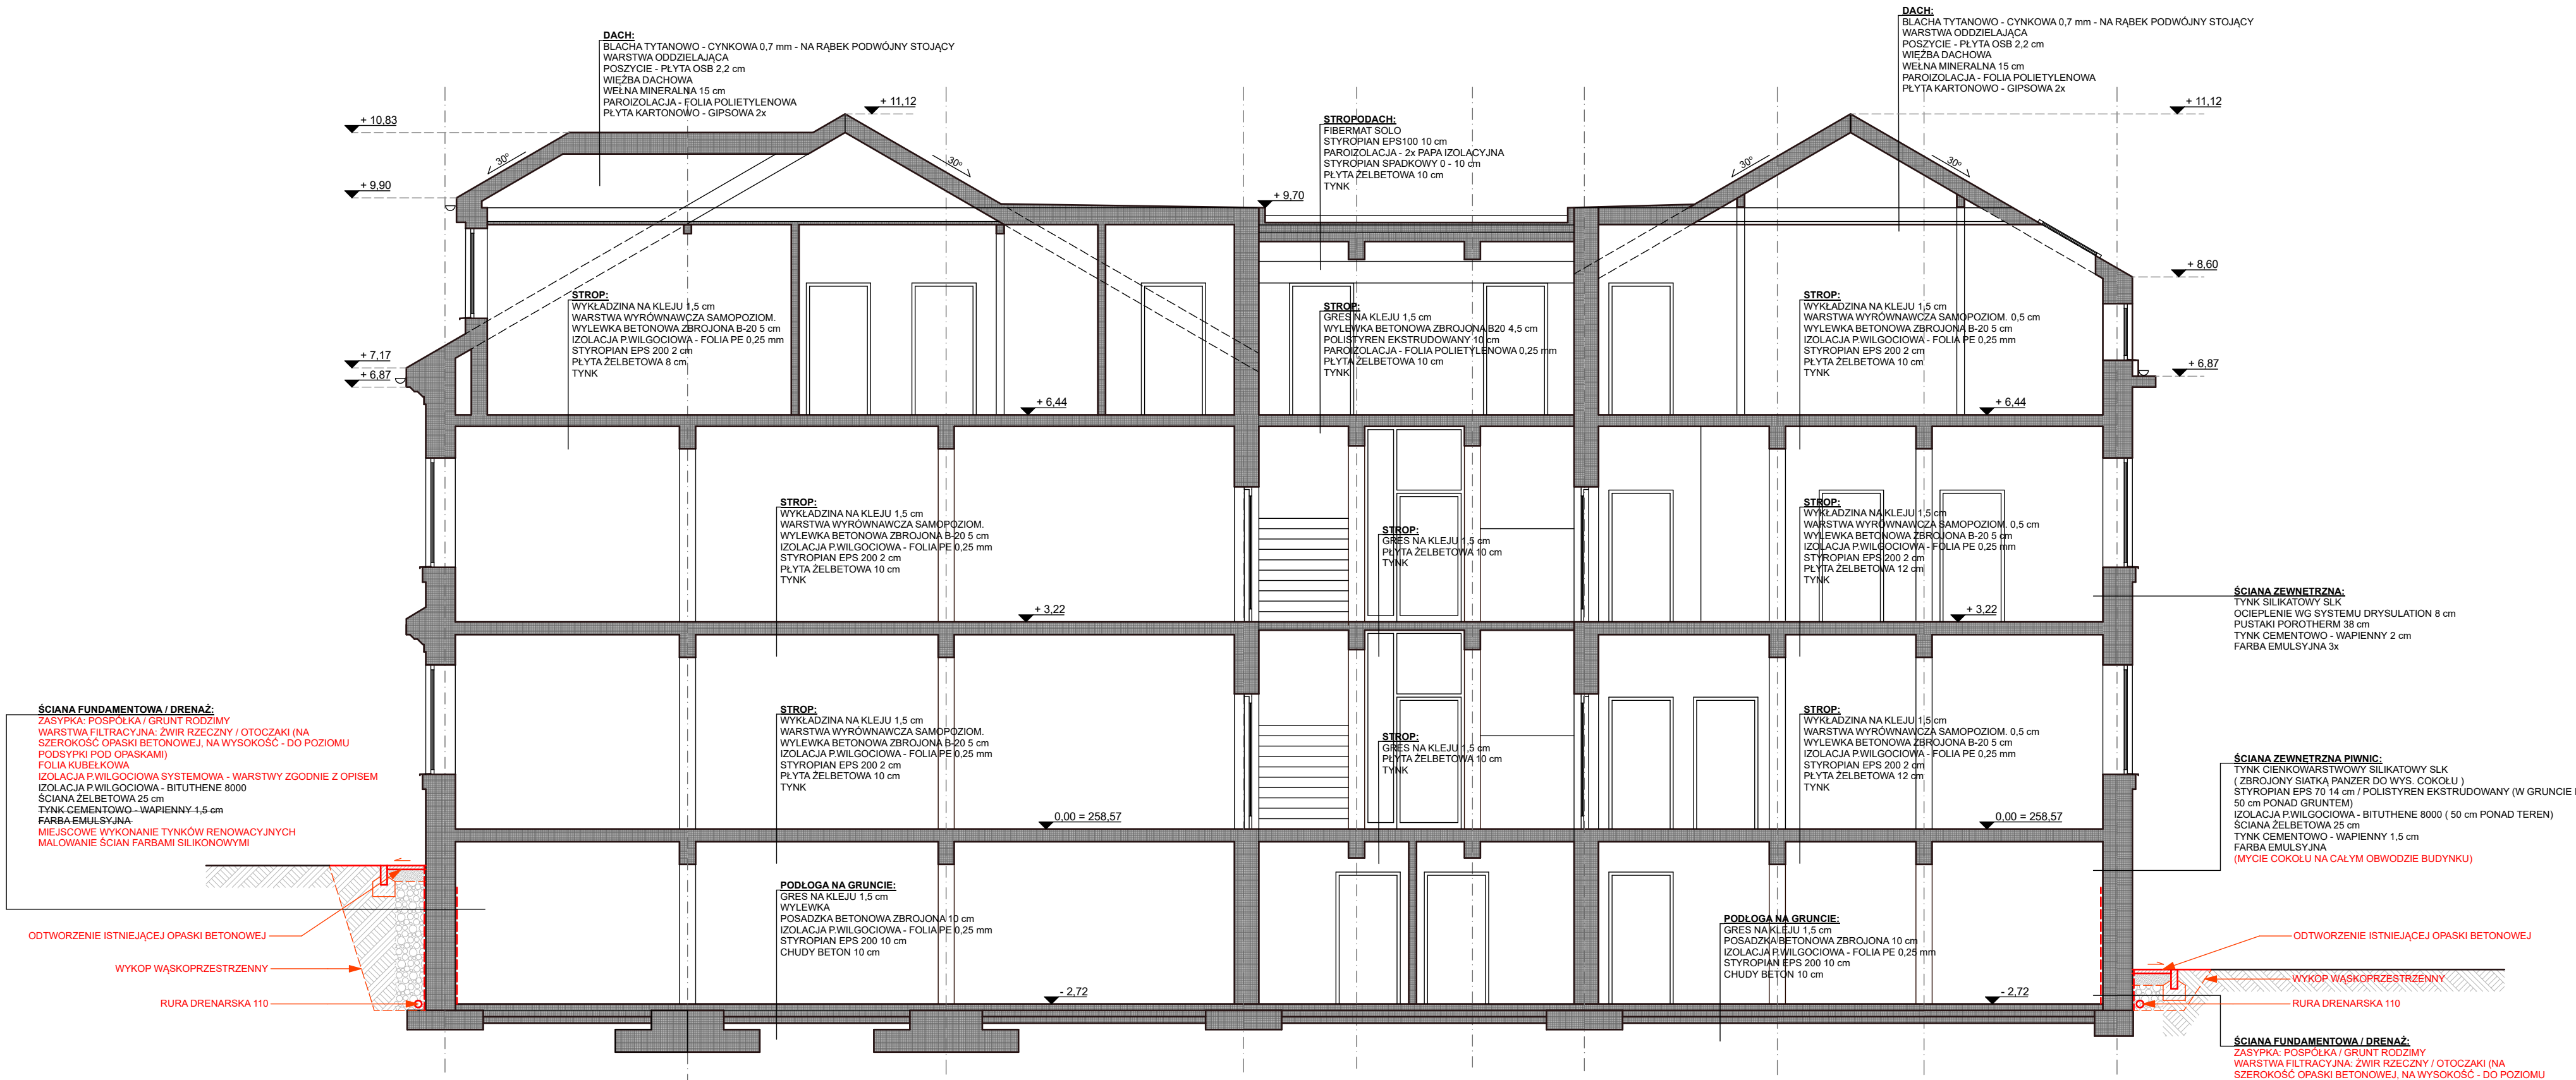 DACH:
BLACHA TYTANOWO - CYNKOWA 0,7 mm - NA RĄBEK PODWÓJNY STOJĄCY
WARSTWA ODDZIELAJĄCA
POSZYCIE - PŁYTA OSB 2,2 cm
WIĘŹBA DACHOWA
WEŁNA MINERALNA 15 cm
PAROIZOLACJA - FOLIA POLIETYLENOWA
PŁYTA KARTONOWO - GIPSOWA 2x
DACH:
BLACHA TYTANOWO - CYNKOWA 0,7 mm - NA RĄBEK PODWÓJNY STOJĄCY
WARSTWA ODDZIELAJĄCA
POSZYCIE - PŁYTA OSB 2,2 cm
WIĘŹBA DACHOWA
WEŁNA MINERALNA 15 cm
PAROIZOLACJA - FOLIA POLIETYLENOWA
PŁYTA KARTONOWO - GIPSOWA 2x
+ 11,12
+ 11,12
+ 10,83
STROPODACH:
FIBERMAT SOLO
STYROPIAN EPS100 10 cm
PAROIZOLACJA - 2x PAPA IZOLACYJNA
STYROPIAN SPADKOWY 0 - 10 cm
PŁYTA ŻELBETOWA 10 cm
TYNK
30º
30º
30º
30º
+ 9,90
+ 9,70
+ 8,60
STROP:
WYKŁADZINA NA KLEJU 1,5 cm
WARSTWA WYRÓWNAWCZA SAMOPOZIOM.
WYLEWKA BETONOWA ZBROJONA B-20 5 cm
IZOLACJA P.WILGOCIOWA - FOLIA PE 0,25 mm
STYROPIAN EPS 200 2 cm
PŁYTA ŻELBETOWA 8 cm
TYNK
STROP:
GRES NA KLEJU 1,5 cm
WYLEWKA BETONOWA ZBROJONA B20 4,5 cm
POLISTYREN EKSTRUDOWANY 10 cm
PAROIZOLACJA - FOLIA POLIETYLENOWA 0,25 mm
PŁYTA ŻELBETOWA 10 cm
TYNK
STROP:
WYKŁADZINA NA KLEJU 1,5 cm
WARSTWA WYRÓWNAWCZA SAMOPOZIOM. 0,5 cm
WYLEWKA BETONOWA ZBROJONA B-20 5 cm
IZOLACJA P.WILGOCIOWA - FOLIA PE 0,25 mm
STYROPIAN EPS 200 2 cm
PŁYTA ŻELBETOWA 10 cm
TYNK
+ 7,17
+ 6,87
+ 6,87
+ 6,44
+ 6,44
STROP:
WYKŁADZINA NA KLEJU 1,5 cm
WARSTWA WYRÓWNAWCZA SAMOPOZIOM.
WYLEWKA BETONOWA ZBROJONA B-20 5 cm
IZOLACJA P.WILGOCIOWA - FOLIA PE 0,25 mm
STYROPIAN EPS 200 2 cm
PŁYTA ŻELBETOWA 10 cm
TYNK
STROP:
GRES NA KLEJU 1,5 cm
PŁYTA ŻELBETOWA 10 cm
TYNK
STROP:
WYKŁADZINA NA KLEJU 1,5 cm
WARSTWA WYRÓWNAWCZA SAMOPOZIOM. 0,5 cm
WYLEWKA BETONOWA ZBROJONA B-20 5 cm
IZOLACJA P.WILGOCIOWA - FOLIA PE 0,25 mm
STYROPIAN EPS 200 2 cm
PŁYTA ŻELBETOWA 12 cm
TYNK
+ 3,22
+ 3,22
ŚCIANA ZEWNĘTRZNA:
TYNK SILIKATOWY SLK
OCIEPLENIE WG SYSTEMU DRYSULATION 8 cm
PUSTAKI POROTHERM 38 cm
TYNK CEMENTOWO - WAPIENNY 2 cm
FARBA EMULSYJNA 3x
ŚCIANA FUNDAMENTOWA / DRENAŻ:
ZASYPKA: POSPÓŁKA / GRUNT RODZIMY
WARSTWA FILTRACYJNA: ŻWIR RZECZNY / OTOCZAKI (NA
SZEROKOŚĆ OPASKI BETONOWEJ, NA WYSOKOŚĆ - DO POZIOMU
PODSYPKI POD OPASKAMI)
FOLIA KUBEŁKOWA
IZOLACJA P.WILGOCIOWA SYSTEMOWA - WARSTWY ZGODNIE Z OPISEM
IZOLACJA P.WILGOCIOWA - BITUTHENE 8000
ŚCIANA ŻELBETOWA 25 cm
TYNK CEMENTOWO - WAPIENNY 1,5 cm
FARBA EMULSYJNA
MIEJSCOWE WYKONANIE TYNKÓW RENOWACYJNYCH
MALOWANIE ŚCIAN FARBAMI SILIKONOWYMI
STROP:
WYKŁADZINA NA KLEJU 1,5 cm
WARSTWA WYRÓWNAWCZA SAMOPOZIOM.
WYLEWKA BETONOWA ZBROJONA B-20 5 cm
IZOLACJA P.WILGOCIOWA - FOLIA PE 0,25 mm
STYROPIAN EPS 200 2 cm
PŁYTA ŻELBETOWA 10 cm
TYNK
STROP:
GRES NA KLEJU 1,5 cm
PŁYTA ŻELBETOWA 10 cm
TYNK
STROP:
WYKŁADZINA NA KLEJU 1,5 cm
WARSTWA WYRÓWNAWCZA SAMOPOZIOM. 0,5 cm
WYLEWKA BETONOWA ZBROJONA B-20 5 cm
IZOLACJA P.WILGOCIOWA - FOLIA PE 0,25 mm
STYROPIAN EPS 200 2 cm
PŁYTA ŻELBETOWA 12 cm
TYNK
0,00 = 258,57
0,00 = 258,57
ŚCIANA ZEWNĘTRZNA PIWNIC:
TYNK CIENKOWARSTWOWY SILIKATOWY SLK
( ZBROJONY SIATKĄ PANZER DO WYS. COKOŁU )
STYROPIAN EPS 70 14 cm / POLISTYREN EKSTRUDOWANY (W GRUNCIE
50 cm PONAD GRUNTEM)
IZOLACJA P.WILGOCIOWA - BITUTHENE 8000 ( 50 cm PONAD TEREN)
ŚCIANA ŻELBETOWA 25 cm
TYNK CEMENTOWO - WAPIENNY 1,5 cm
FARBA EMULSYJNA
(MYCIE COKOŁU NA CAŁYM OBWODZIE BUDYNKU)
PODŁOGA NA GRUNCIE:
GRES NA KLEJU 1,5 cm
WYLEWKA
POSADZKA BETONOWA ZBROJONA 10 cm
IZOLACJA P.WILGOCIOWA - FOLIA PE 0,25 mm
STYROPIAN EPS 200 10 cm
CHUDY BETON 10 cm
PODŁOGA NA GRUNCIE:
GRES NA KLEJU 1,5 cm
POSADZKA BETONOWA ZBROJONA 10 cm
IZOLACJA P.WILGOCIOWA - FOLIA PE 0,25 mm
STYROPIAN EPS 200 10 cm
CHUDY BETON 10 cm
ODTWORZENIE ISTNIEJĄCEJ OPASKI BETONOWEJ
WYKOP WĄSKOPRZESTRZENNY
RURA DRENARSKA 110
- 2,72
- 2,72
ODTWORZENIE ISTNIEJĄCEJ OPASKI BETONOWEJ
WYKOP WĄSKOPRZESTRZENNY
RURA DRENARSKA 110
ŚCIANA FUNDAMENTOWA / DRENAŻ:
ZASYPKA: POSPÓŁKA / GRUNT RODZIMY
WARSTWA FILTRACYJNA: ŻWIR RZECZNY / OTOCZAKI (NA
SZEROKOŚĆ OPASKI BETONOWEJ, NA WYSOKOŚĆ - DO POZIOMU